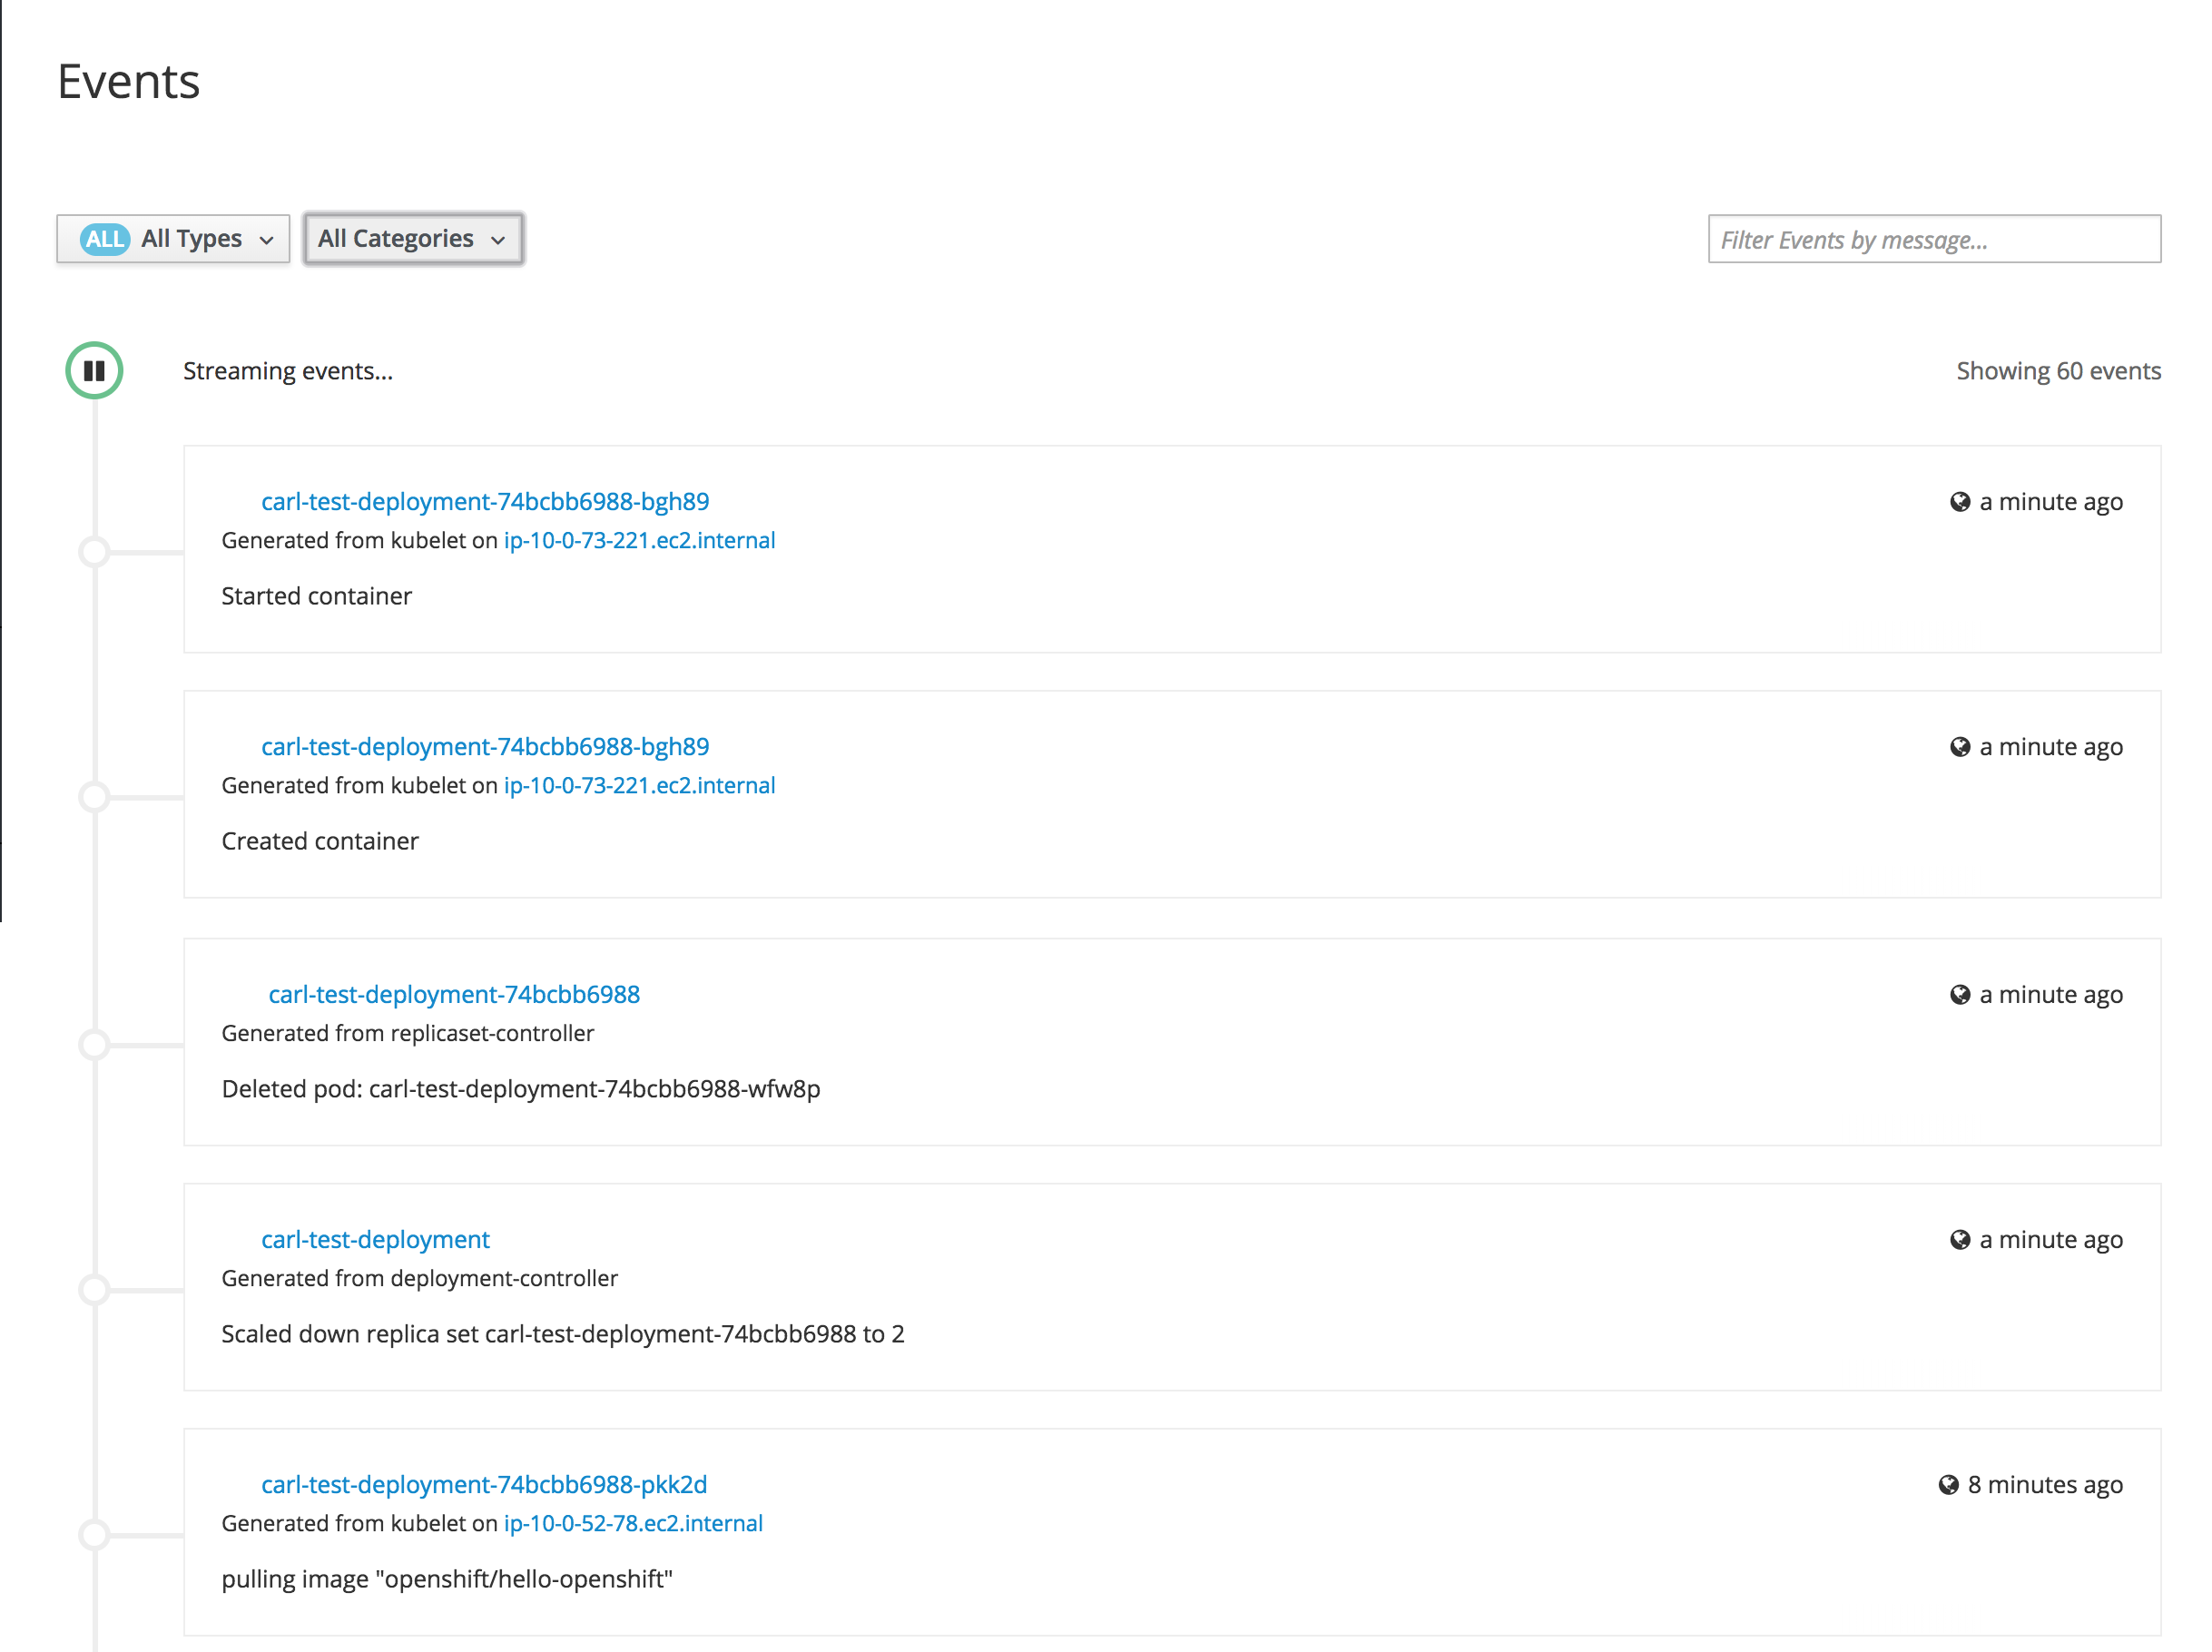 Events
ALL All Types All Categories Filter Events by message...
Streaming events... Showing 60 events
carl-test-deployment-74bcbb6988-bgh89 a minute ago
Generated from kubelet on ip-10-0-73-221.ec2.internal
Started container
carl-test-deployment-74bcbb6988-bgh89 a minute ago
Generated from kubelet on ip-10-0-73-221.ec2.internal
Created container
carl-test-deployment-74bcbb6988 a minute ago
Generated from replicaset-controller
Deleted pod: carl-test-deployment-74bcbb6988-wfw8p
carl-test-deployment a minute ago
Generated from deployment-controller
Scaled down replica set carl-test-deployment-74bcbb6988 to 2
carl-test-deployment-74bcbb6988-pkk2d 8 minutes ago
Generated from kubelet on ip-10-0-52-78.ec2.internal
pulling image "openshift/hello-openshift"